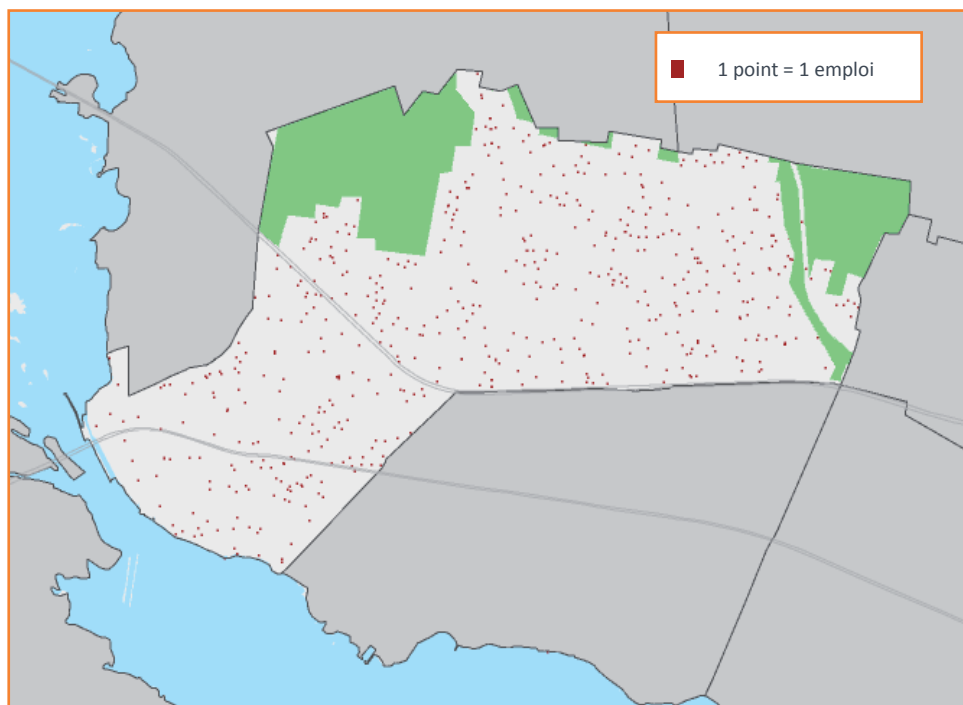 1 point = 1 emploi